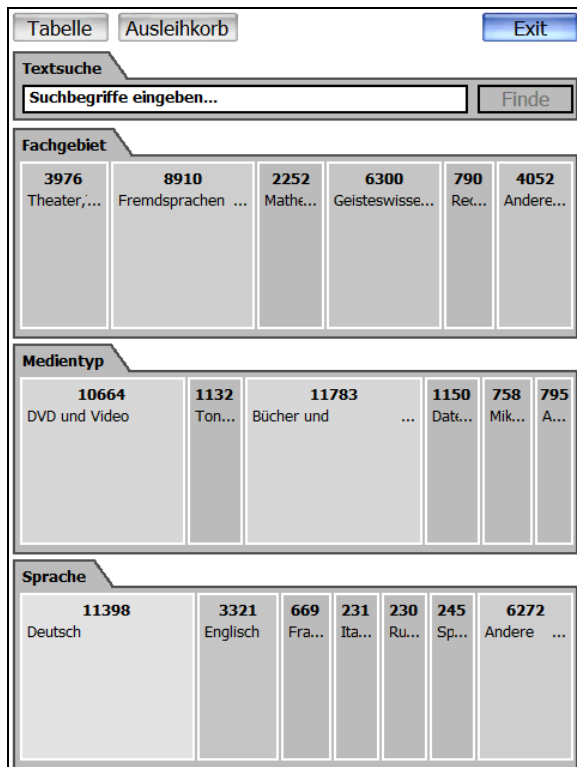 Tabelle Ausleihkorb Exit
Textsuche
Suchbegriffe eingeben... Finde
Fachgebiet
3976 8910 2252 6300 790 4052
Theater,... Fremdsprachen ... Mathe... Geisteswisse... Rec... Andere...
Medientyp
10664 1132 11783 1150 758 795
DVD und Video Ton... Bücher und ... Date... Mik... A...
Sprache
11398 3321 669 231 230 245 6272
Deutsch Englisch Fra... Ita... Ru... Sp... Andere ...